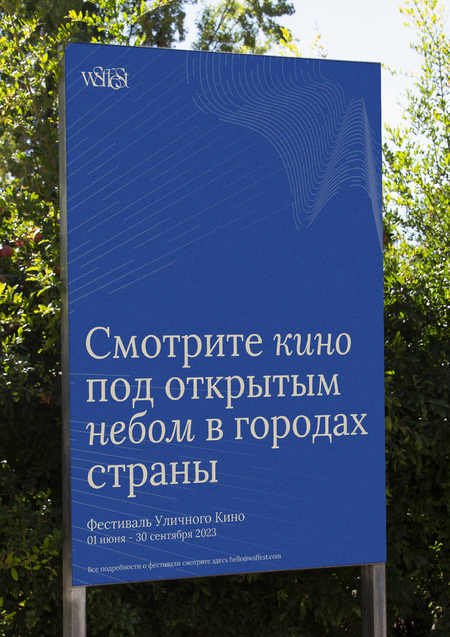 WSFFEST
Смотрите кино
под открытым
небом в городах
страны
Фестиваль Уличного Кино
01 июня - 30 сентября 2023
Все подробности о фестивале смотрите здесь hello@wsffest.com